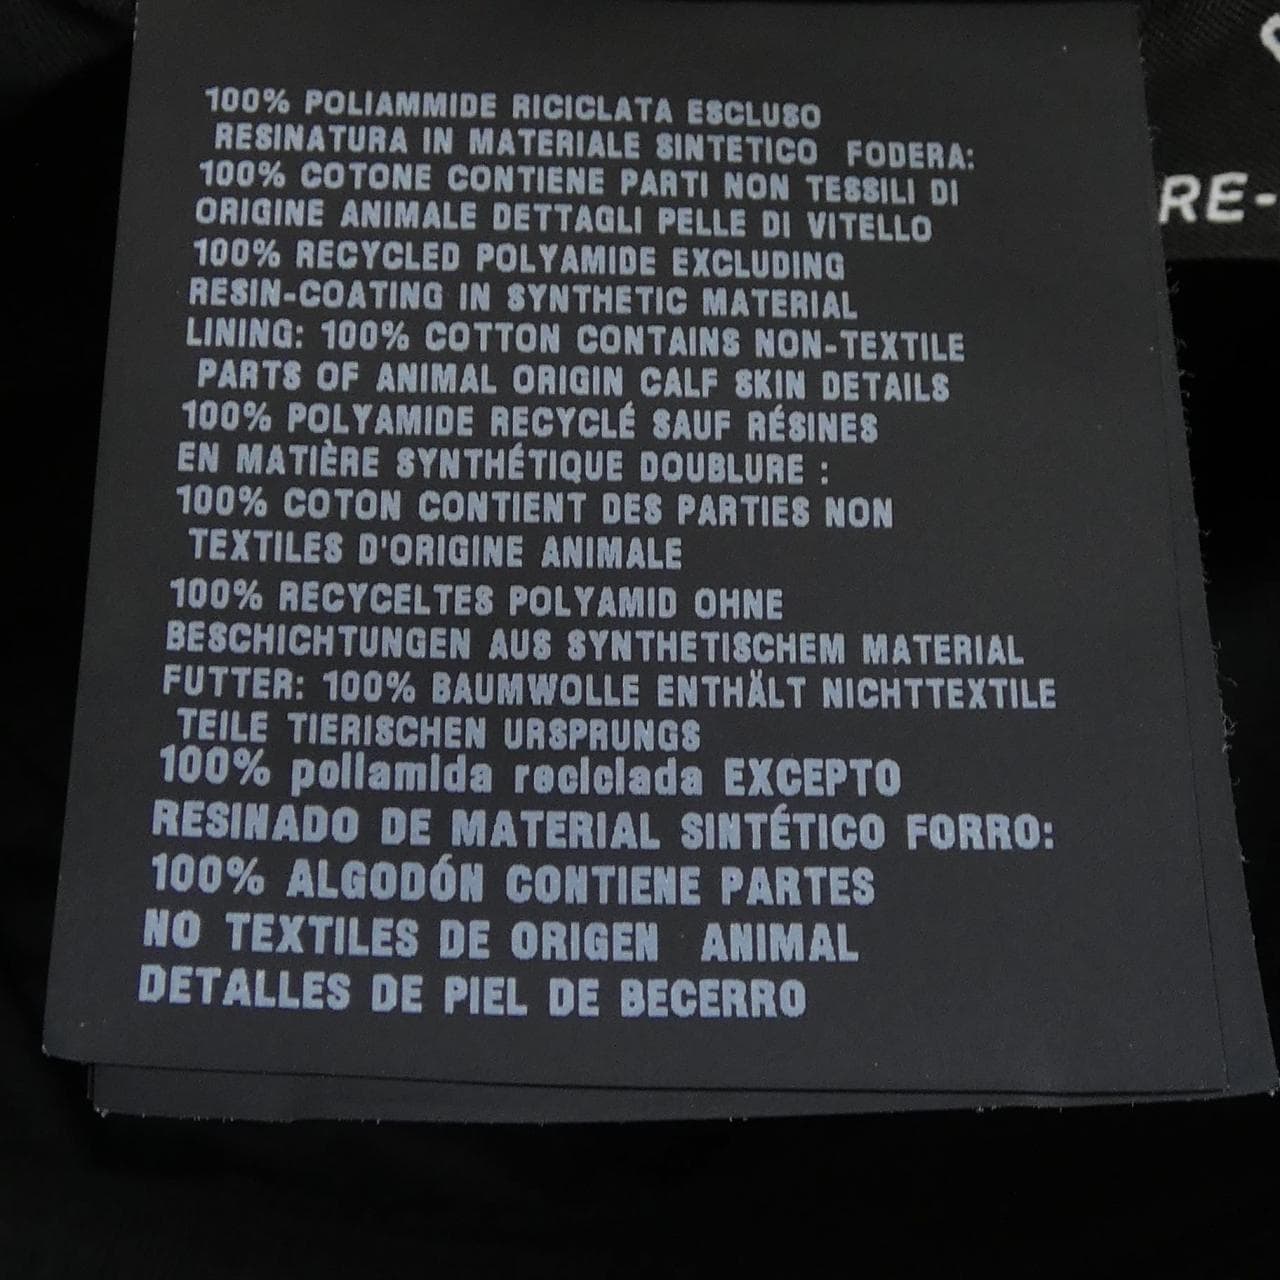 100% POLIAMMIDE RICICLATA ESCLUSO
RESINATURA IN MATERIALE SINTETICO FODERA:
100% COTONE CONTIENE PARTI NON TESSILI DI
ORIGINE ANIMALE DETTAGLI PELLE DI VITELLO
100% RECYCLED POLYAMIDE EXCLUDING
RESIN-COATING IN SYNTHETIC MATERIAL
LINING: 100% COTTON CONTAINS NON-TEXTILE
PARTS OF ANIMAL ORIGIN CALF SKIN DETAILS
100% POLYAMIDE RECYCLÉ SAUF RÉSINES
EN MATIÈRE SYNTHÉTIQUE DOUBLURE :
100% COTON CONTIENT DES PARTIES NON
TEXTILES D'ORIGINE ANIMALE
100% RECYCELTES POLYAMID OHNE
BESCHICHTUNGEN AUS SYNTHETISCHEM MATERIAL
FUTTER: 100% BAUMWOLLE ENTHÄLT NICHTTEXTILE
TEILE TIERISCHEN URSPRUNGS
100% poliamida reciclada EXCEPTO
RESINADO DE MATERIAL SINTÉTICO FORRO:
100% ALGODÓN CONTIENE PARTES
NO TEXTILES DE ORIGEN ANIMAL
DETALLES DE PIEL DE BECERRO
RE-